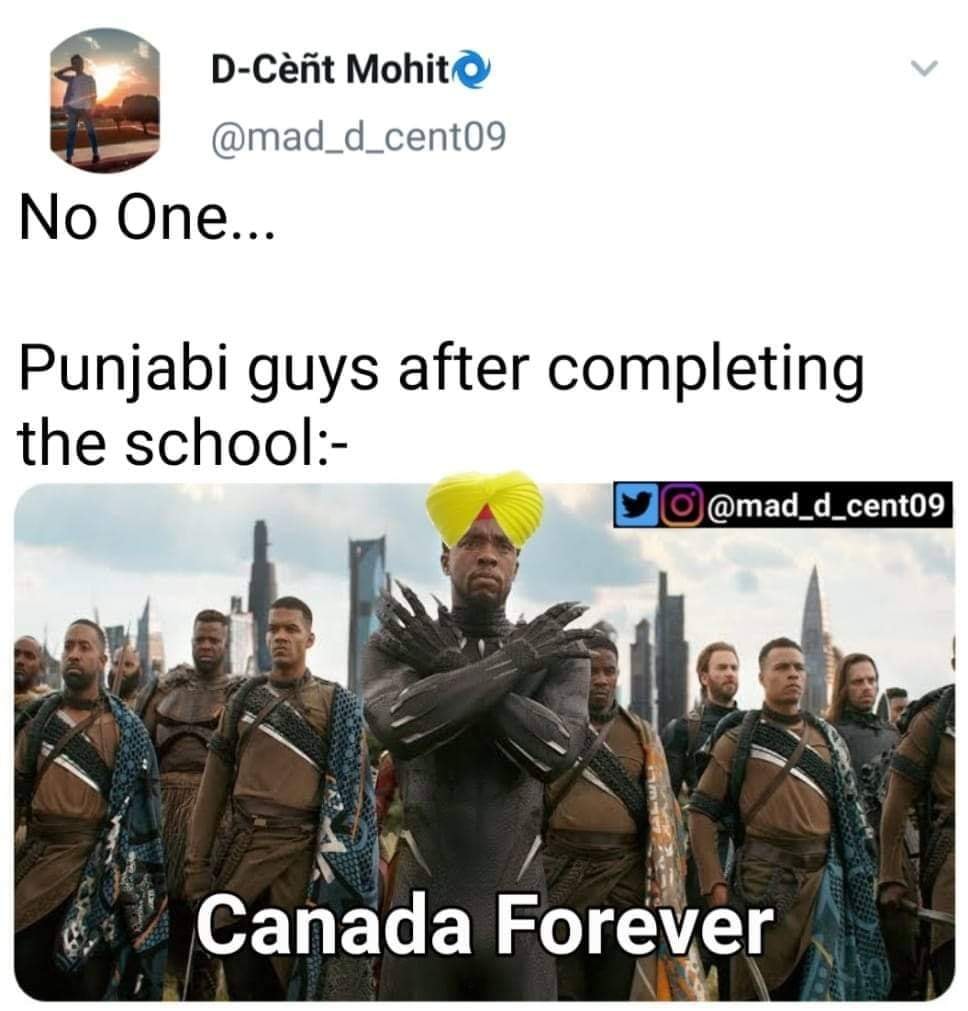 D-Cèñt Mohit
@mad_d_cent09
No One...
Punjabi guys after completing
the school:-
@mad_d_cent09
Canada Forever